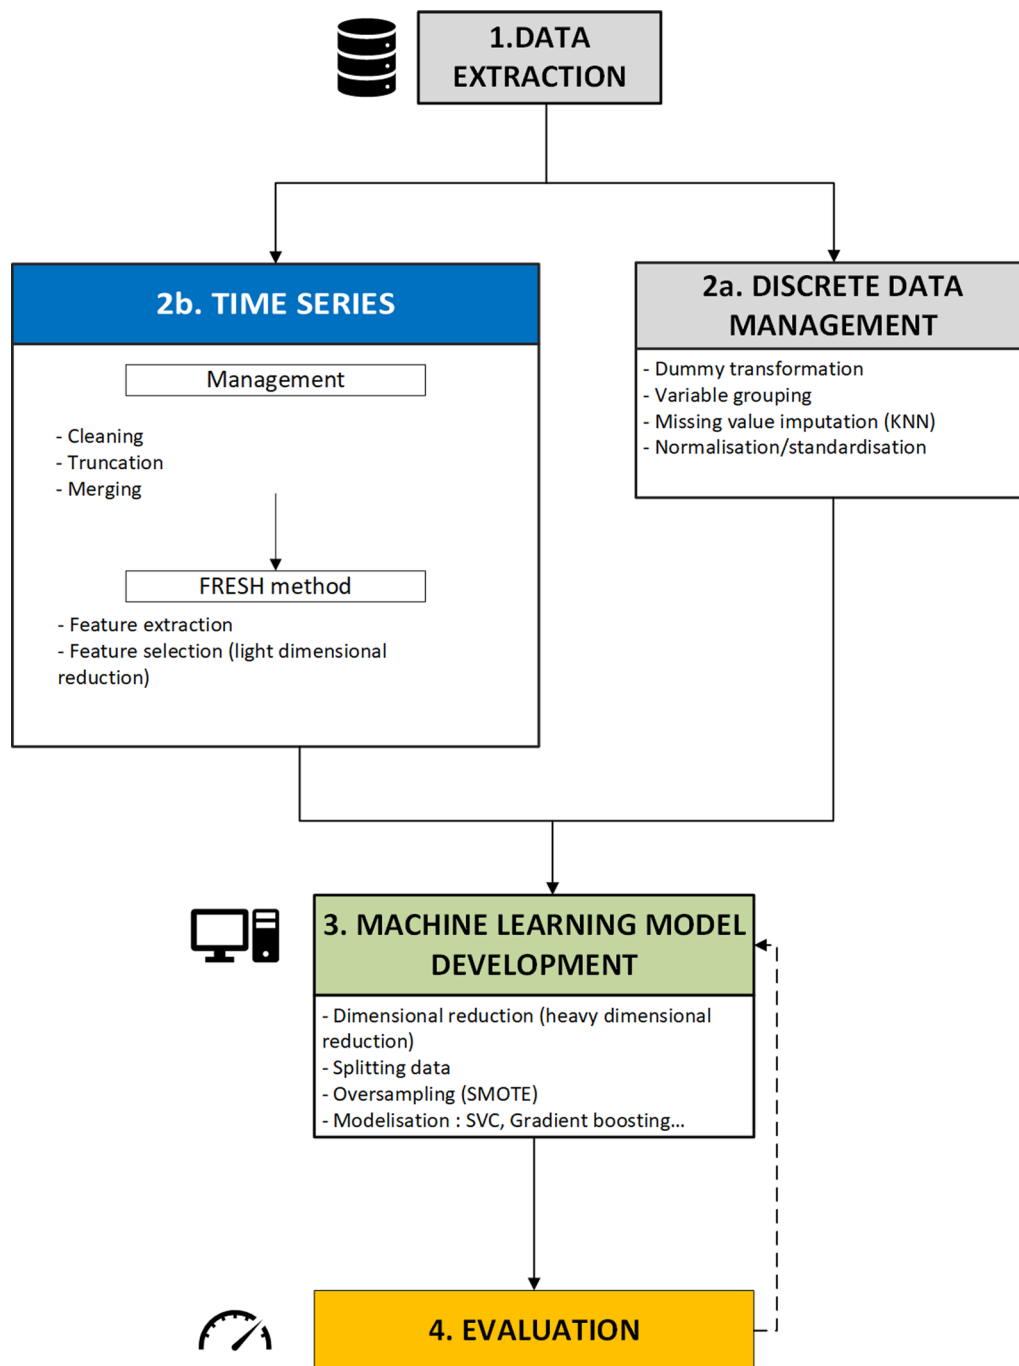 1.DATA
EXTRACTION
2b. TIME SERIES
Management
- Cleaning
- Truncation
- Merging
FRESH method
- Feature extraction
- Feature selection (light dimensional
reduction)
2a. DISCRETE DATA
MANAGEMENT
- Dummy transformation
- Variable grouping
- Missing value imputation (KNN)
- Normalisation/standardisation
3. MACHINE LEARNING MODEL
DEVELOPMENT
- Dimensional reduction (heavy dimensional
reduction)
- Splitting data
- Oversampling (SMOTE)
- Modelisation : SVC, Gradient boosting...
4. EVALUATION